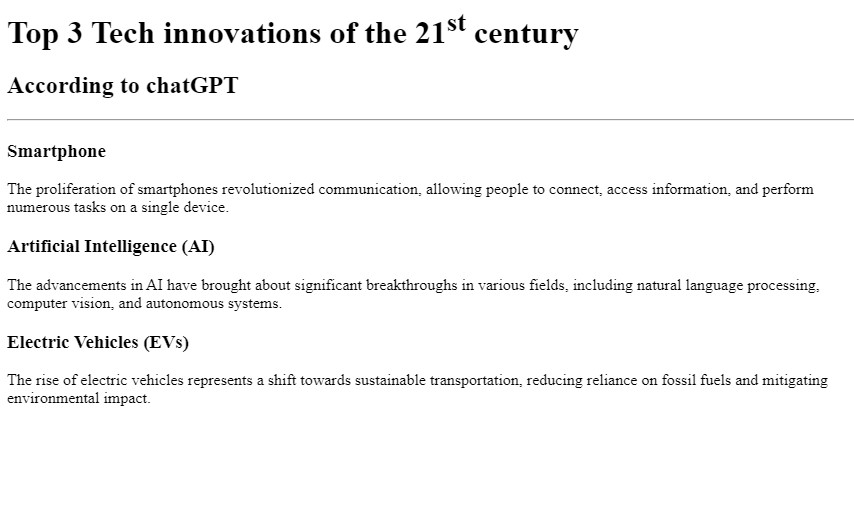 Top 3 Tech innovations of the 21st century
According to chatGPT
Smartphone
The proliferation of smartphones revolutionized communication, allowing people to connect, access information, and perform
numerous tasks on a single device.
Artificial Intelligence (AI)
The advancements in AI have brought about significant breakthroughs in various fields, including natural language processing,
computer vision, and autonomous systems.
Electric Vehicles (EVs)
The rise of electric vehicles represents a shift towards sustainable transportation, reducing reliance on fossil fuels and mitigating
environmental impact.